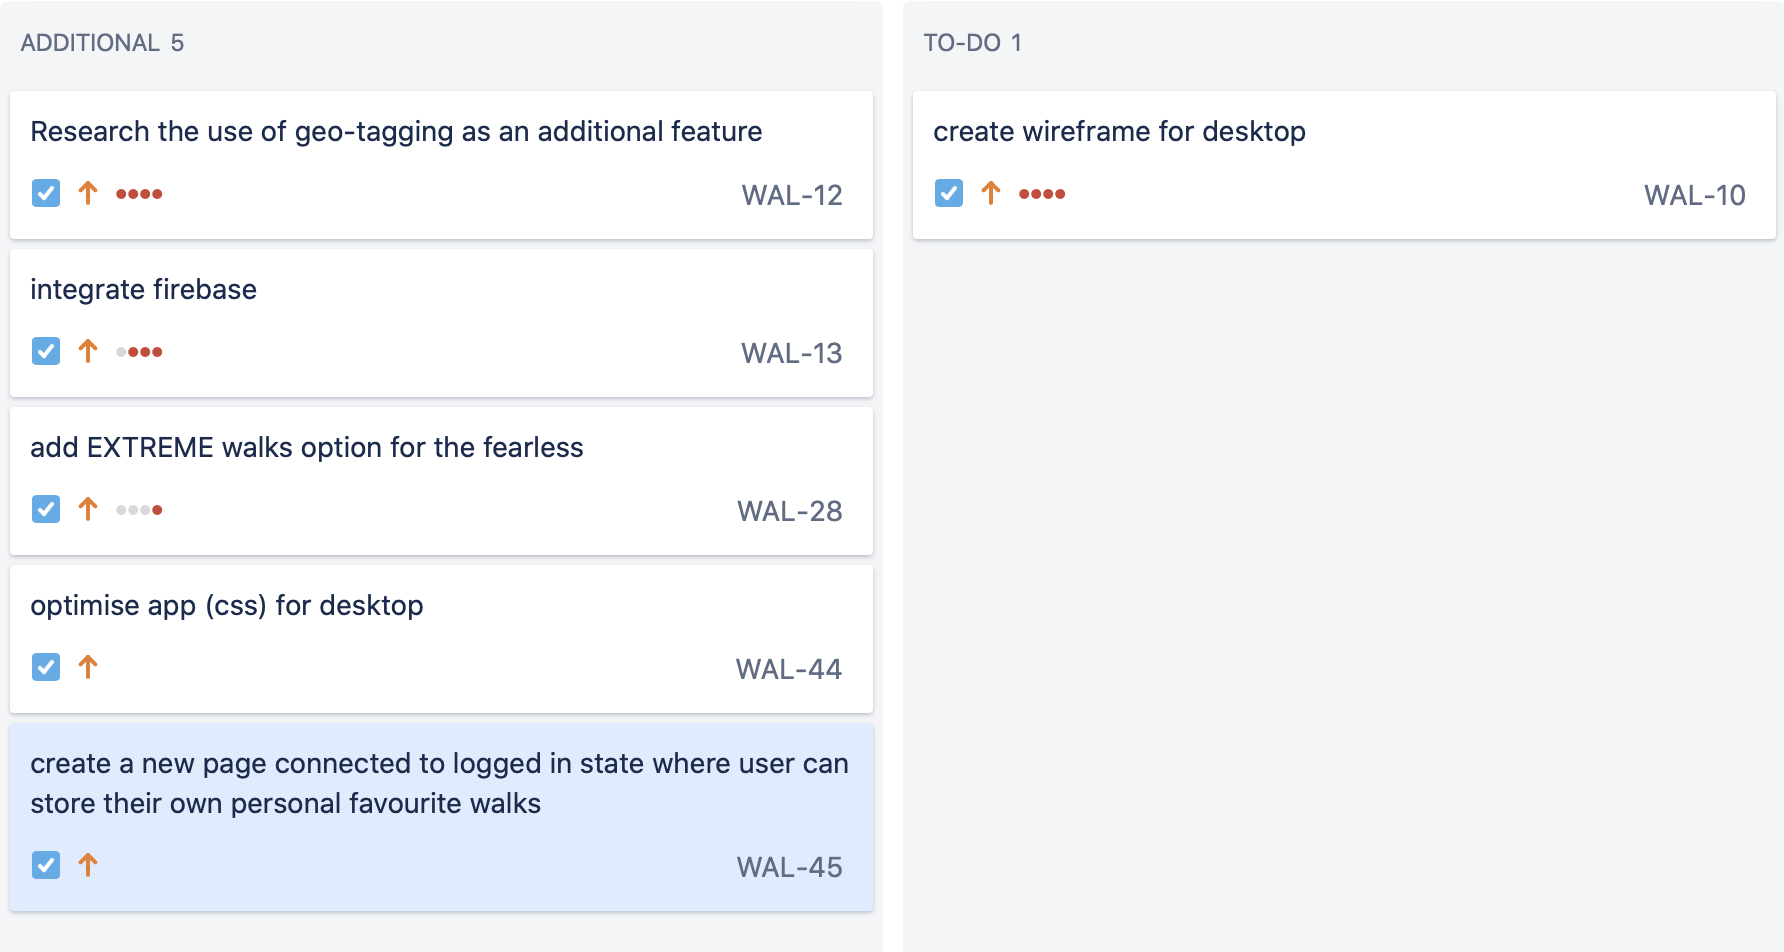 ADDITIONAL 5
Research the use of geo-tagging as an additional feature
WAL-12
integrate firebase
WAL-13
add EXTREME walks option for the fearless
WAL-28
optimise app (css) for desktop
WAL-44
create a new page connected to logged in state where user can
store their own personal favourite walks
WAL-45
TO-DO 1
create wireframe for desktop
WAL-10